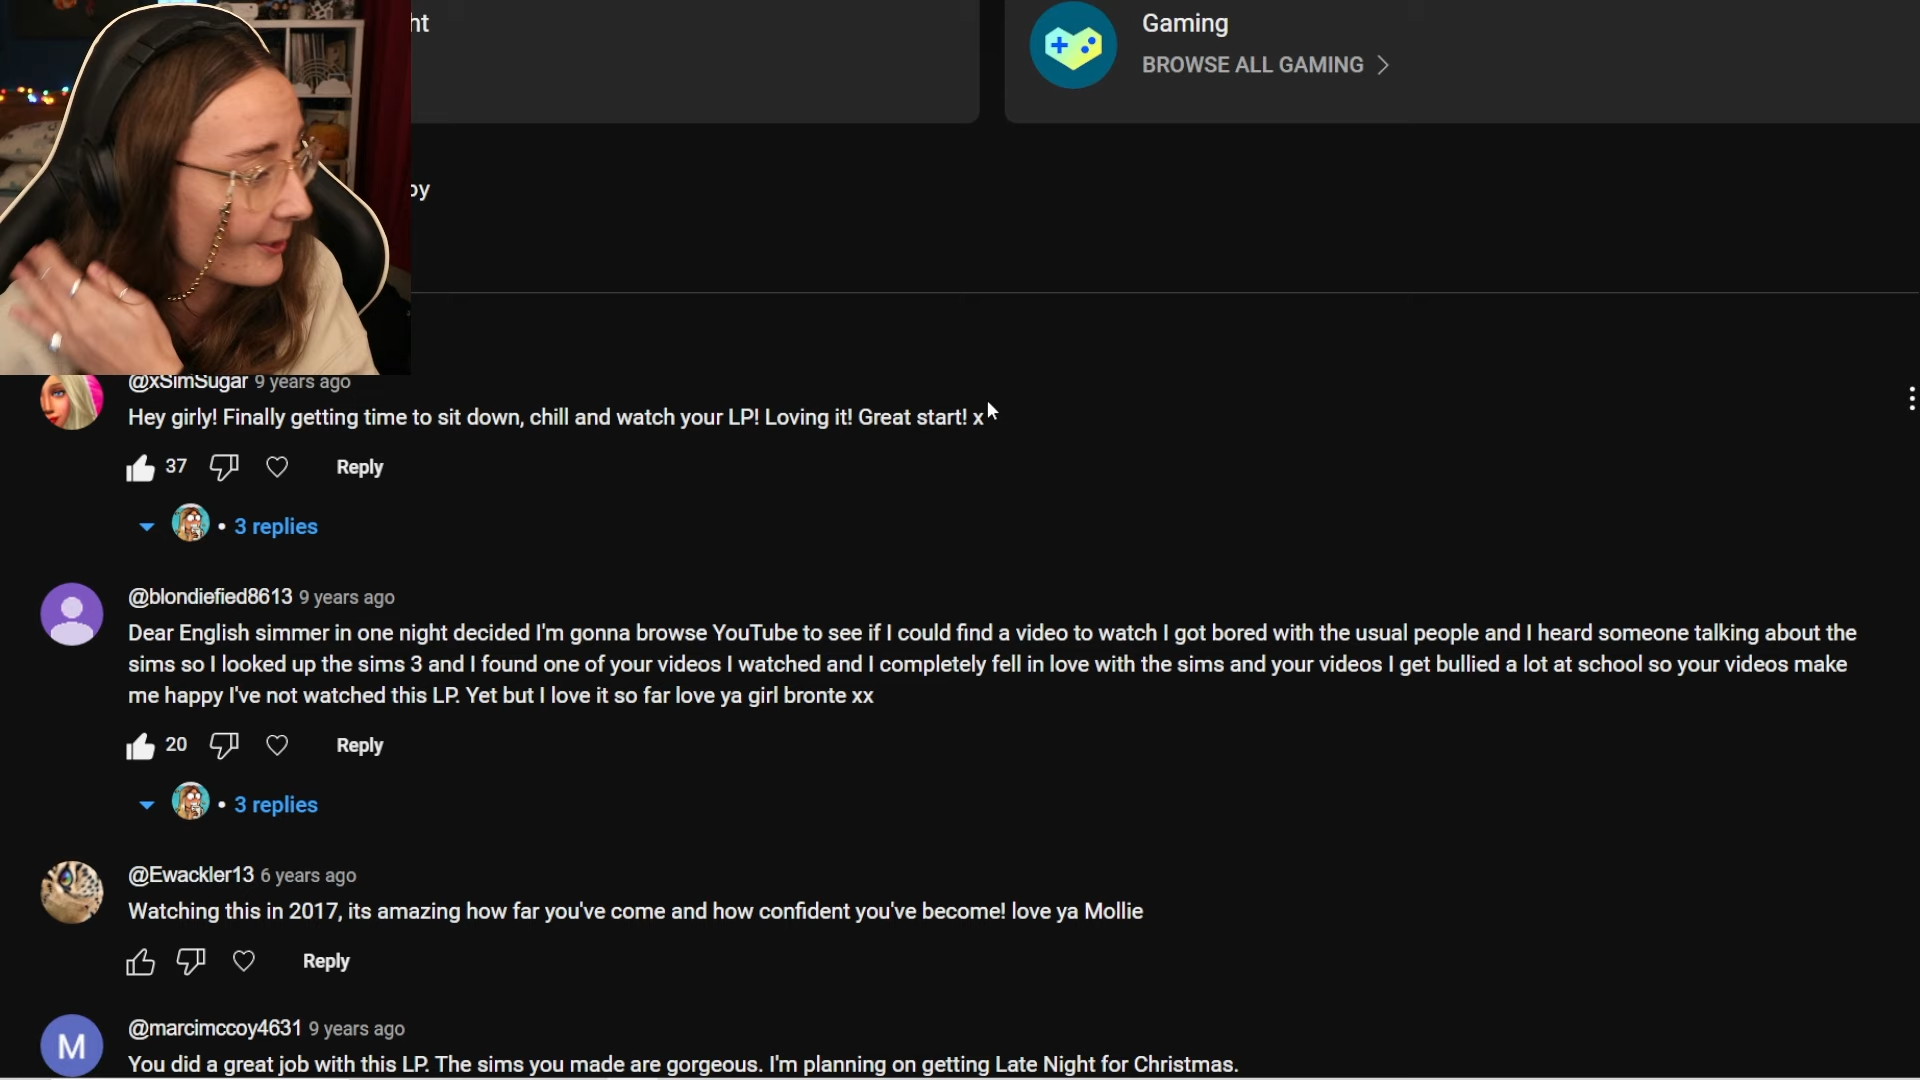 ht
Gaming
BROWSE ALL GAMING
by
@xSimSugar 9 years ago
Hey girly! Finally getting time to sit down, chill and watch your LP! Loving it! Great start! x
37
Reply
• 3 replies
@blondiefied8613 9 years ago
Dear English simmer in one night decided I'm gonna browse YouTube to see if I could find a video to watch I got bored with the usual people and I heard someone talking about the
sims so I looked up the sims 3 and I found one of your videos I watched and I completely fell in love with the sims and your videos I get bullied a lot at school so your videos make
me happy I've not watched this LP. Yet but I love it so far love ya girl bronte xx
20
Reply
• 3 replies
@Ewackler13 6 years ago
Watching this in 2017, its amazing how far you've come and how confident you've become! love ya Mollie
Reply
M
@marcimccoy4631 9 years ago
You did a great job with this LP. The sims you made are gorgeous. I'm planning on getting Late Night for Christmas.